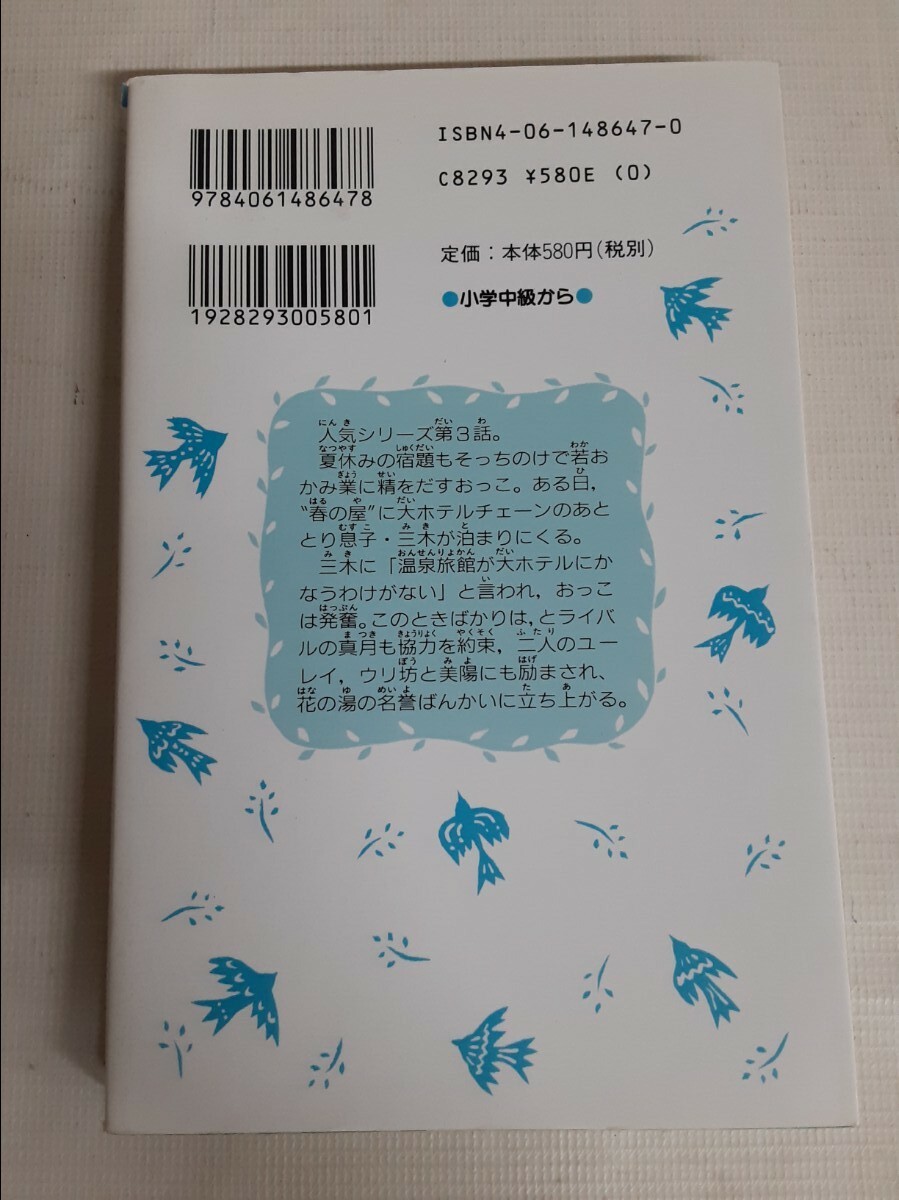 ISBN4-06-148647-0
C8293 ¥580E (0)
9784061486478
定価：本体580円(税別)
1928293005801
●小学中級から●
人気シリーズ第３話。
夏休みの宿題もそっちのけで若お
かみ業に精をだすおっこ。ある日，
“春の屋”に大ホテルチェーンのあと
とり息子・三木が泊まりにくる。
三木に「温泉旅館が大ホテルにか
なうわけがない」と言われ，おっこ
は発奮。このときばかりは，とライバ
ルの真月も協力を約束，二人のユー
レイ，ウリ坊と美陽にも励まされ、
花の湯の名誉ばんかいに立ち上がる。